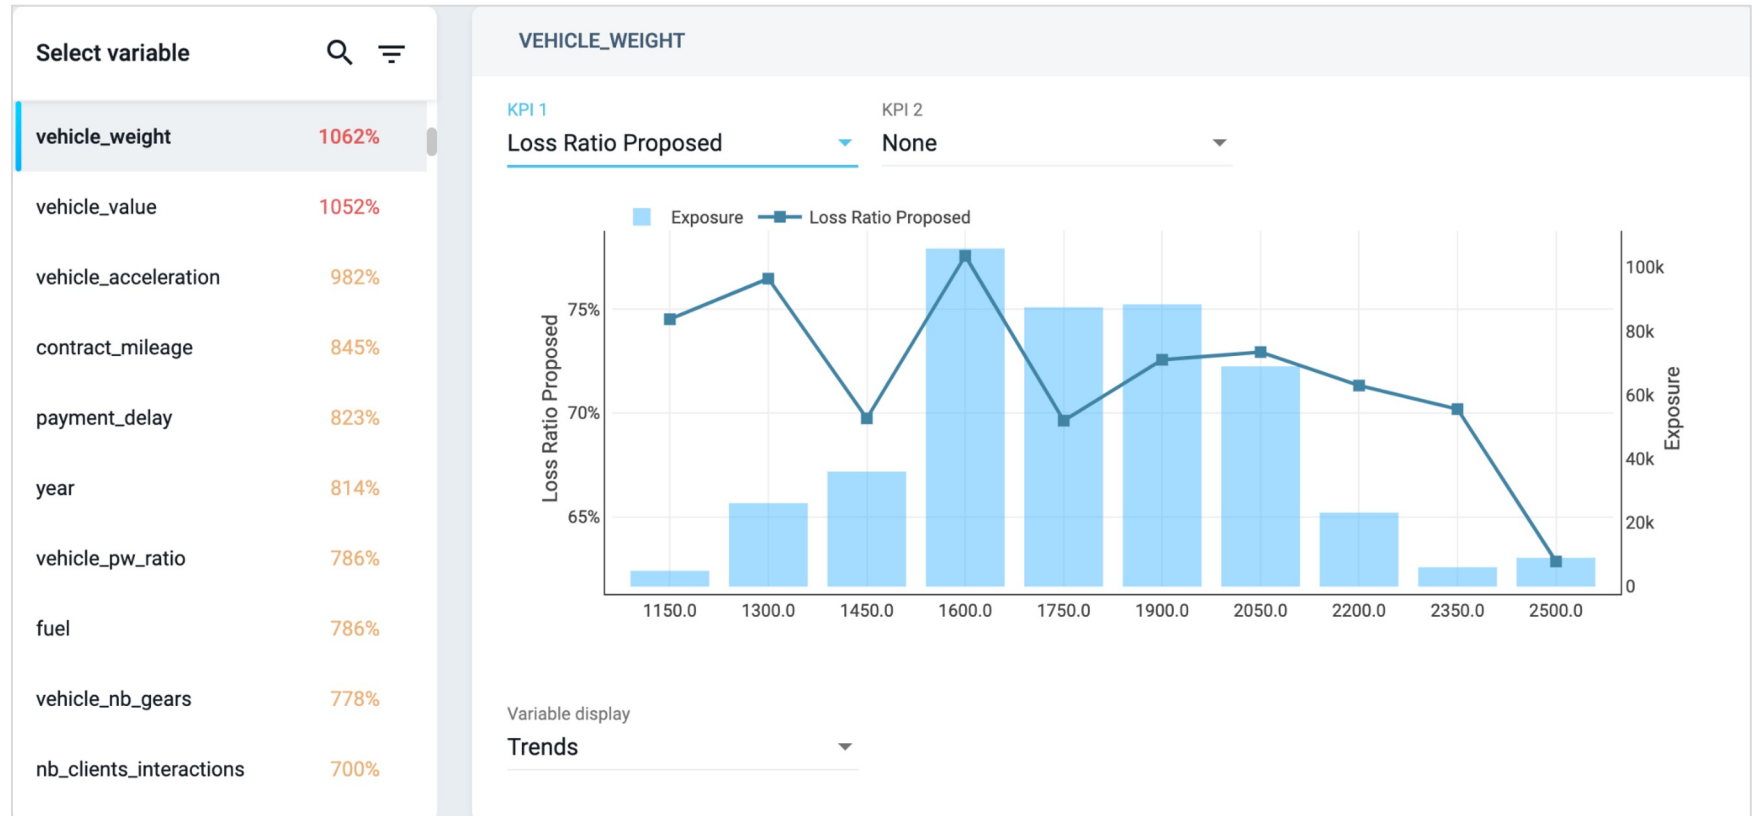 Select variable
vehicle_weight 1062%
vehicle_value 1052%
vehicle_acceleration 982%
contract_mileage 845%
payment_delay 823%
year 814%
vehicle_pw_ratio 786%
fuel 786%
vehicle_nb_gears 778%
nb_clients_interactions 700%
VEHICLE_WEIGHT
KPI 1
Loss Ratio Proposed
KPI 2
None
Exposure
Loss Ratio Proposed
Loss Ratio Proposed
75%
70%
65%
100k
80k
60k
40k
20k
0
Exposure
1150.0 1300.0 1450.0 1600.0 1750.0 1900.0 2050.0 2200.0 2350.0 2500.0
Variable display
Trends